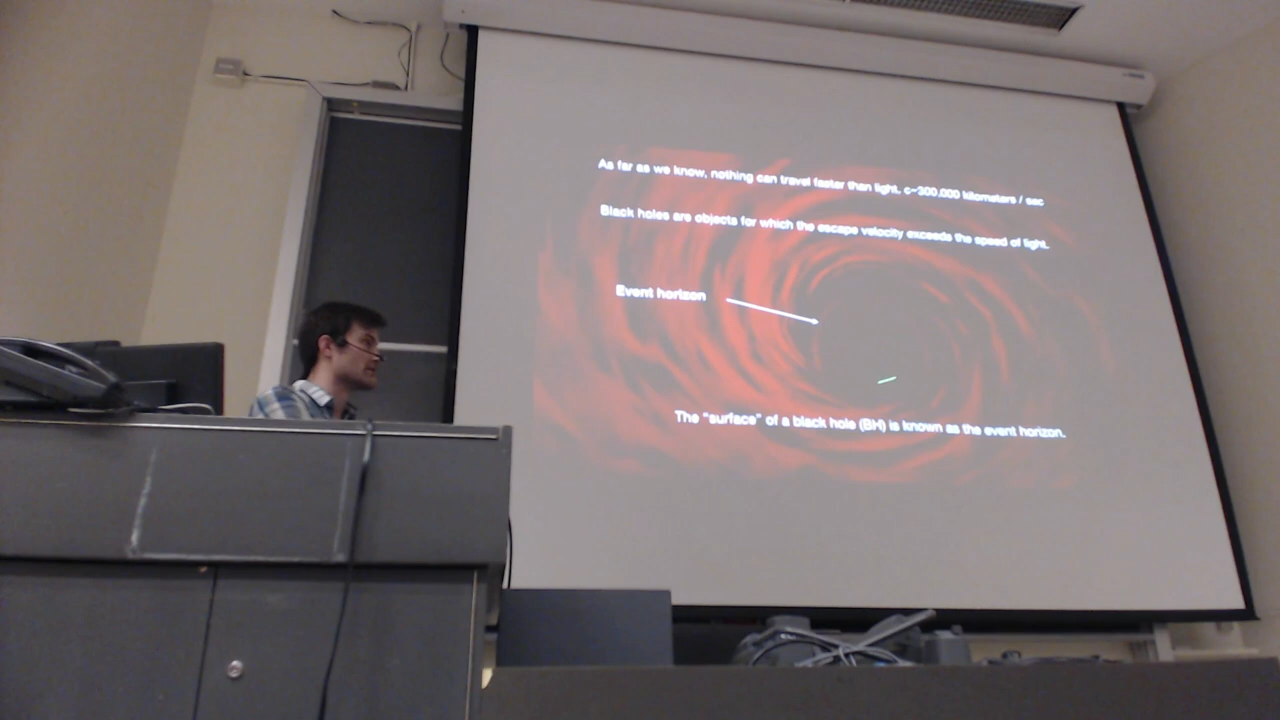 As far as we know, nothing can travel faster than light, c~300,000 kilometers / sec
Black holes are objects for which the escape velocity exceeds the speed of light.
Event horizon
The "surface" of a black hole (BH) is known as the event horizon.